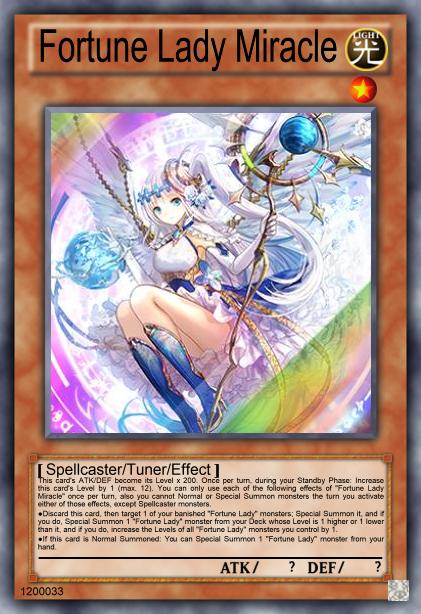 Fortune Lady Miracle
LIGHT
光
[ Spellcaster/Tuner/Effect ]
This card's ATK/DEF become its Level x 200. Once per turn, during your Standby Phase: Increase
this card's Level by 1 (max. 12). You can only use each of the following effects of "Fortune Lady
Miracle" once per turn, also you cannot Normal or Special Summon monsters the turn you activate
either of those effects, except Spellcaster monsters.
●Discard this card, then target 1 of your banished "Fortune Lady" monsters; Special Summon it, and if
you do, Special Summon 1 "Fortune Lady" monster from your Deck whose Level is 1 higher or 1 lower
than it, and if you do, increase the Levels of all "Fortune Lady" monsters you control by 1.
●If this card is Normal Summoned: You can Special Summon 1 "Fortune Lady" monster from your
hand.
ATK/ ? DEF/ ?
1200033